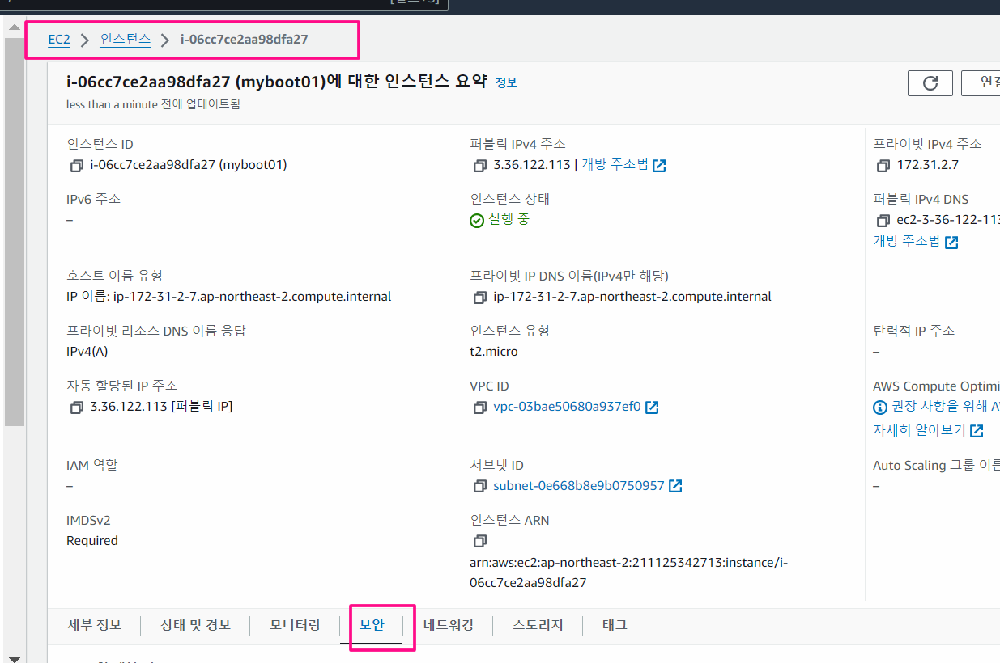 EC2 > 인스턴스 > i-06cc7ce2aa98dfa27
i-06cc7ce2aa98dfa27 (myboot01)에 대한 인스턴스 요약 정보
연결
less than a minute 전에 업데이트됨
인스턴스 ID
i-06cc7ce2aa98dfa27 (myboot01)
퍼블릭 IPv4 주소
3.36.122.113 | 개방 주소법
프라이빗 IPv4 주소
172.31.2.7
IPv6 주소
–
인스턴스 상태
실행 중
퍼블릭 IPv4 DNS
ec2-3-36-122-113
개방 주소법
호스트 이름 유형
IP 이름: ip-172-31-2-7.ap-northeast-2.compute.internal
프라이빗 IP DNS 이름(IPv4만 해당)
ip-172-31-2-7.ap-northeast-2.compute.internal
프라이빗 리소스 DNS 이름 응답
IPv4(A)
인스턴스 유형
t2.micro
탄력적 IP 주소
–
자동 할당된 IP 주소
3.36.122.113 [퍼블릭 IP]
VPC ID
vpc-03bae50680a937ef0
AWS Compute Optimi
권장 사항을 위해 AW
자세히 알아보기
IAM 역할
–
서브넷 ID
subnet-0e668b8e9b0750957
Auto Scaling 그룹 이름
–
IMDSv2
Required
인스턴스 ARN
arn:aws:ec2:ap-northeast-2:211125342713:instance/i-
06cc7ce2aa98dfa27
세부 정보
상태 및 경보
모니터링
보안
네트워킹
스토리지
태그